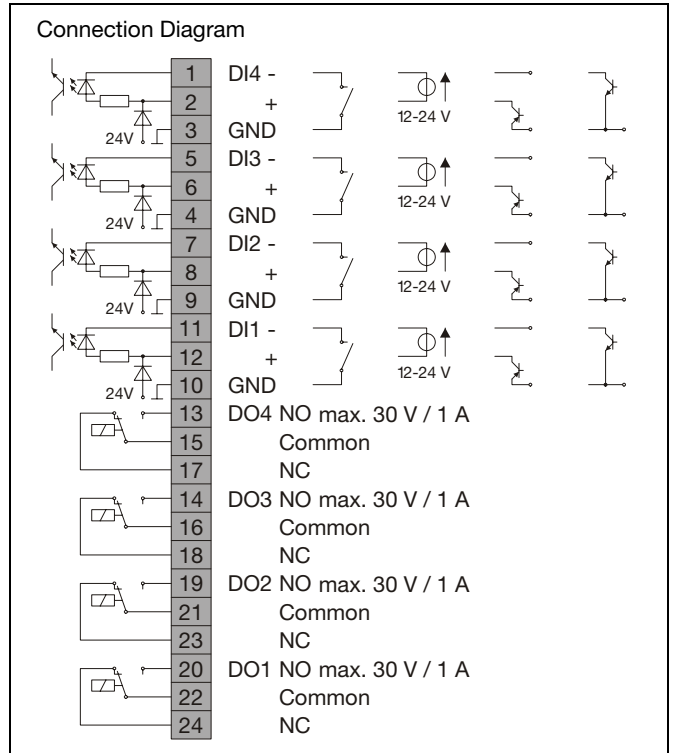 Connection Diagram
1 DI4 -
2 + 12-24 V
24V 3 GND
5 DI3 -
6 + 12-24 V
24V 4 GND
7 DI2 -
8 + 12-24 V
24V 9 GND
11 DI1 -
12 + 12-24 V
24V 10 GND
13 DO4 NO max. 30 V / 1 A
15 Common
17 NC
14 DO3 NO max. 30 V / 1 A
16 Common
18 NC
19 DO2 NO max. 30 V / 1 A
21 Common
23 NC
20 DO1 NO max. 30 V / 1 A
22 Common
24 NC